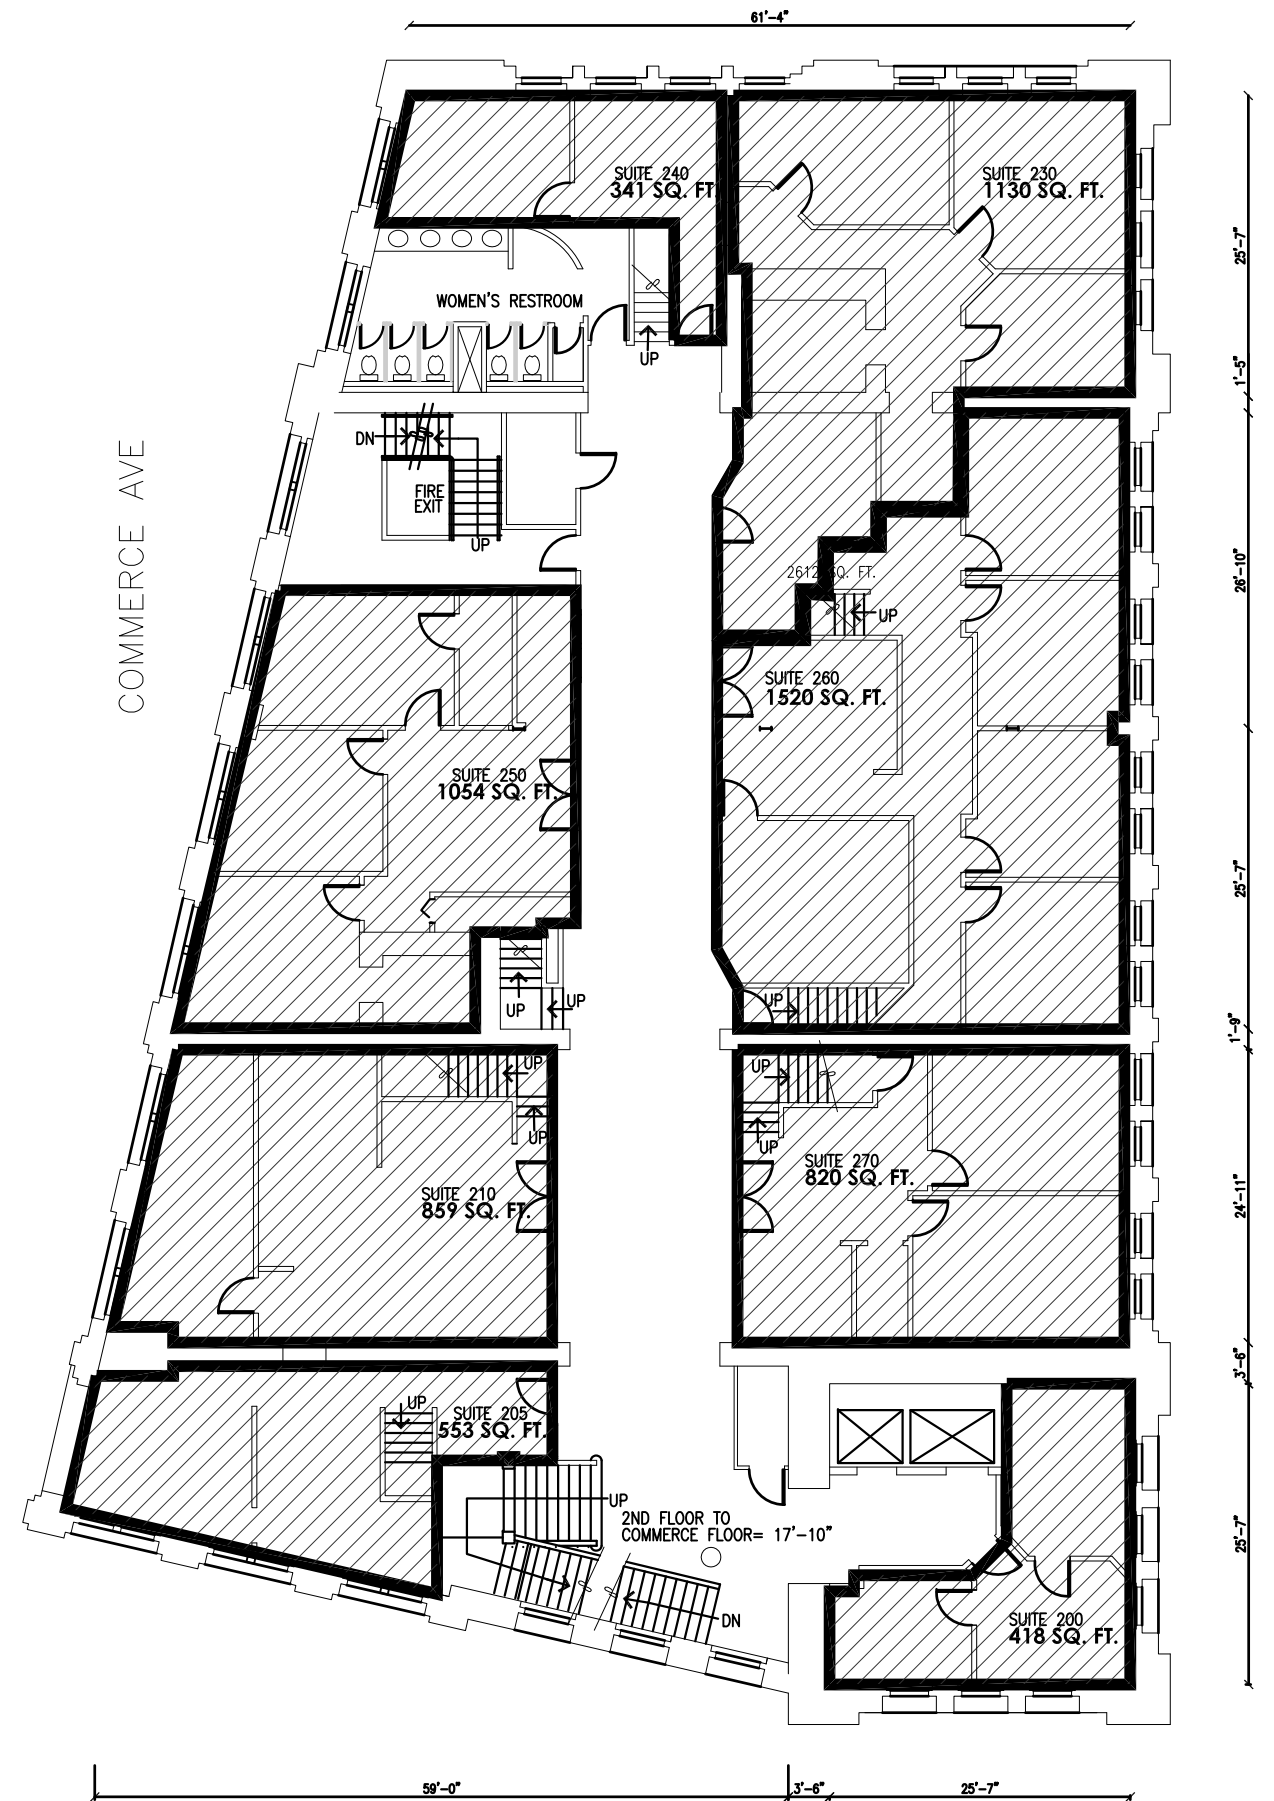 61'-4"
SUITE 240
341 SQ. FT.
SUITE 230
1130 SQ. FT.
25'-7"
WOMEN'S RESTROOM
UP
1'-5"
DN
FIRE
EXIT
UP
COMMERCE AVE
2612 SQ. FT.
26'-10"
UP
SUITE 260
1520 SQ. FT.
SUITE 250
1054 SQ. FT.
25'-7"
UP
UP
UP
1'-9"
UP
UP
UP
UP
SUITE 270
820 SQ. FT.
SUITE 210
859 SQ. FT.
24'-11"
3'-6"
UP
SUITE 205
553 SQ. FT.
UP
2ND FLOOR TO
COMMERCE FLOOR= 17'-10"
25'-7"
DN
SUITE 200
418 SQ. FT.
59'-0"
3'-6"
25'-7"